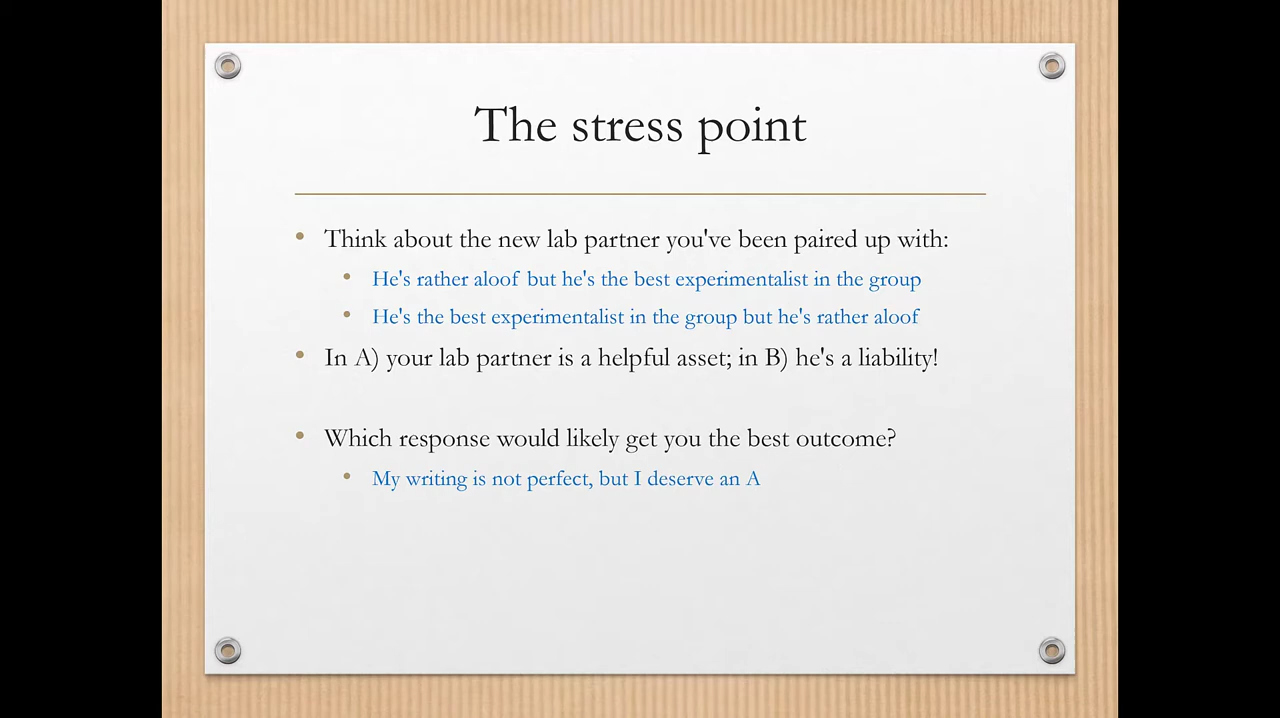 The stress point
Think about the new lab partner you've been paired up with:
He's rather aloof but he's the best experimentalist in the group
He's the best experimentalist in the group but he's rather aloof
In A) your lab partner is a helpful asset; in B) he's a liability!
Which response would likely get you the best outcome?
My writing is not perfect, but I deserve an A